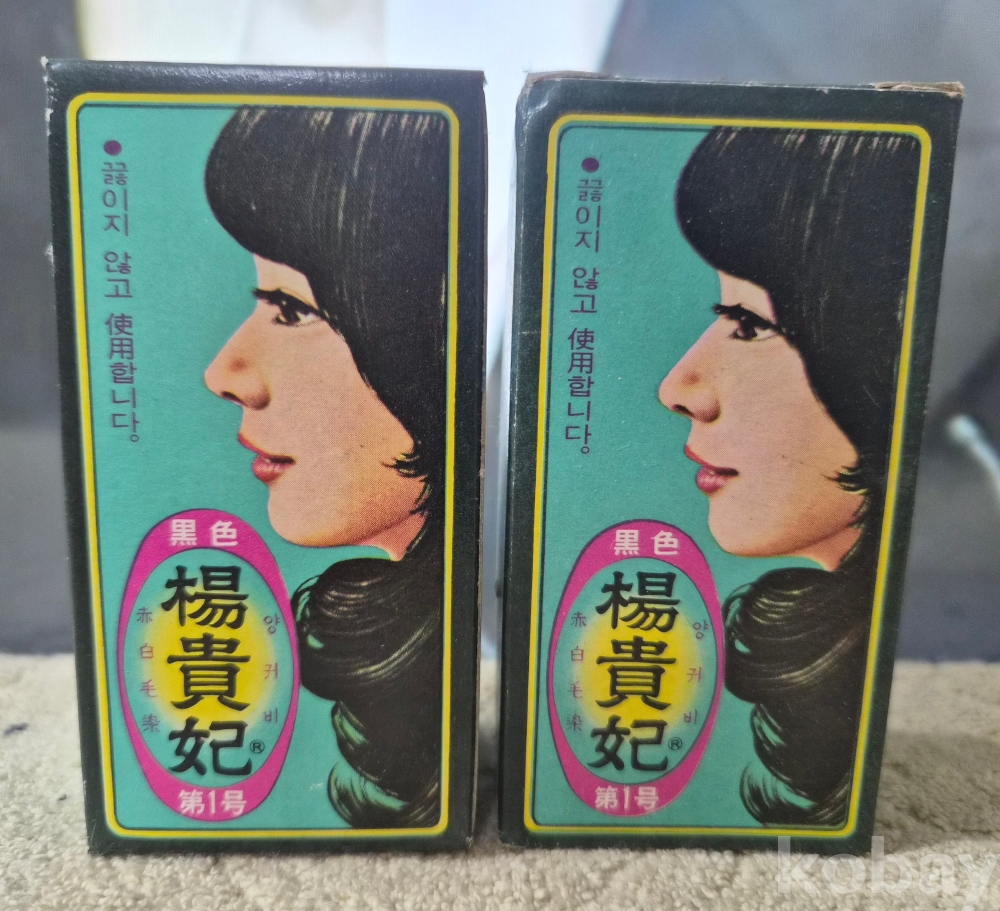 ● 끓이지 않고 使用합니다。
黒色
楊貴妃®
赤白毛染
양귀비
第1号
● 끓이지 않고 使用합니다。
黒色
楊貴妃®
赤白毛染
양귀비
第1号
kobay